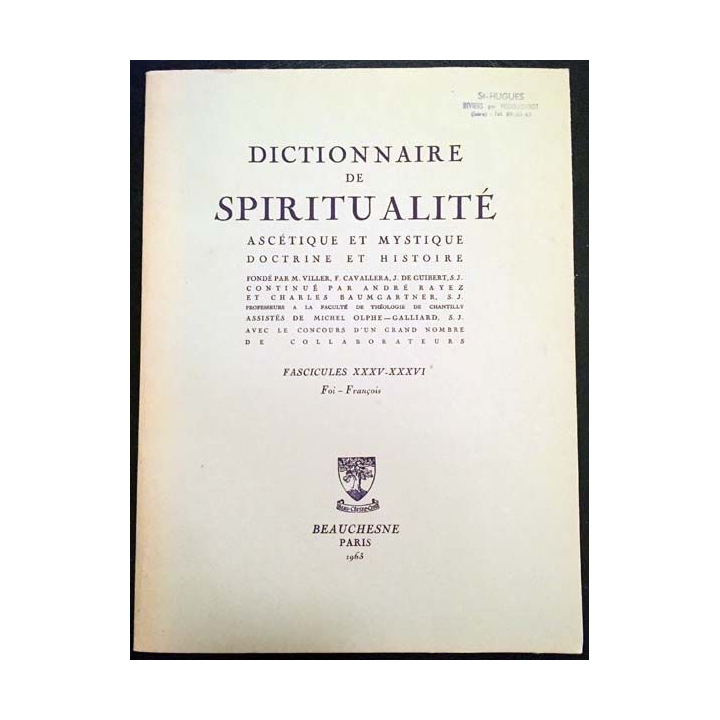 St-HUGUES
DICTIONNAIRE
DE
SPIRITUALITÉ
ASCÉTIQUE ET MYSTIQUE
DOCTRINE ET HISTOIRE
FONDÉ PAR M. VILLER, F. CAVALLERA, J. DE GUIBERT, S.J.
CONTINUÉ PAR ANDRÉ RAYEZ
ET CHARLES BAUMGARTNER, S. J.
PROFESSEURS A LA FACULTÉ DE THÉOLOGIE DE CHANTILLY
ASSISTÉS DE MICHEL OLPHE—GALLIARD, S. J.
AVEC LE CONCOURS D'UN GRAND NOMBRE
DE COLLABORATEURS
FASCICULES XXXV-XXXVI
Foi – François
BEAUCHESNE
PARIS
1963